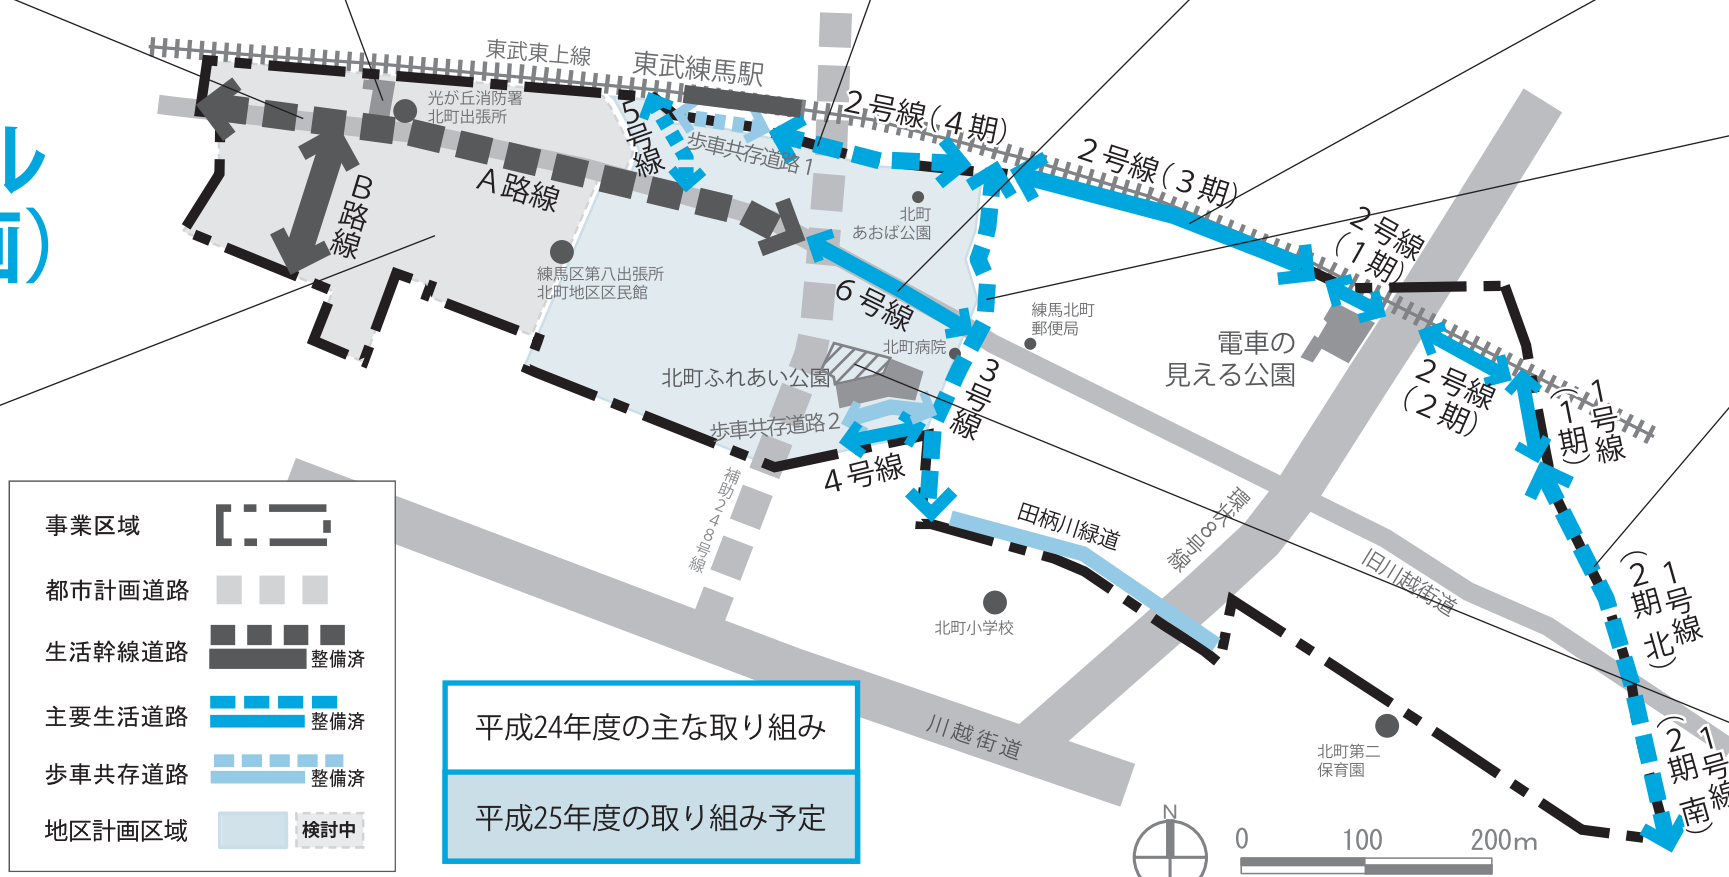 ル
画）
東武東上線
東武練馬駅
光が丘消防署
北町出張所
5号線
歩車共存道路1
2号線（4期）
2号線（3期）
2号線
（1期）
A路線
B路線
北町
あおば公園
練馬区第八出張所
北町地区区民館
6号線
練馬北町
郵便局
北町病院
電車の
見える公園
北町ふれあい公園
3号線
2号線
（2期）
1号線
（1期）
歩車共存道路2
4号線
補助248号線
田柄川緑道
環状8号線
旧川越街道
1号線
（2期北）
北町小学校
1号線
（2期南）
川越街道
北町第二
保育園
事業区域
都市計画道路
生活幹線道路
整備済
主要生活道路
整備済
歩車共存道路
整備済
地区計画区域
検討中
平成24年度の主な取り組み
平成25年度の取り組み予定
N
0 100 200m